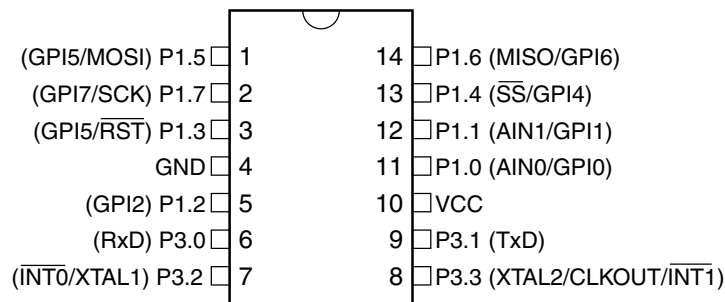 (GPI5/MOSI) P1.5 1 14 P1.6 (MISO/GPI6)
(GPI7/SCK) P1.7 2 13 P1.4 (SS/GPI4)
(GPI5/RST) P1.3 3 12 P1.1 (AIN1/GPI1)
GND 4 11 P1.0 (AIN0/GPI0)
(GPI2) P1.2 5 10 VCC
(RxD) P3.0 6 9 P3.1 (TxD)
(INT0/XTAL1) P3.2 7 8 P3.3 (XTAL2/CLKOUT/INT1)